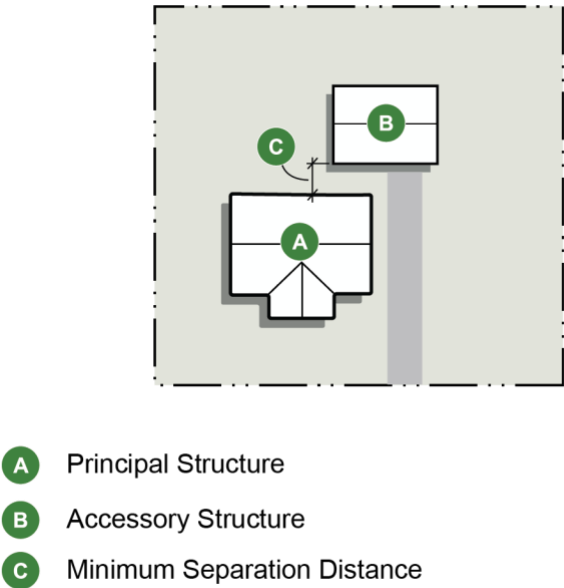 B
C
A
A Principal Structure
B Accessory Structure
C Minimum Separation Distance